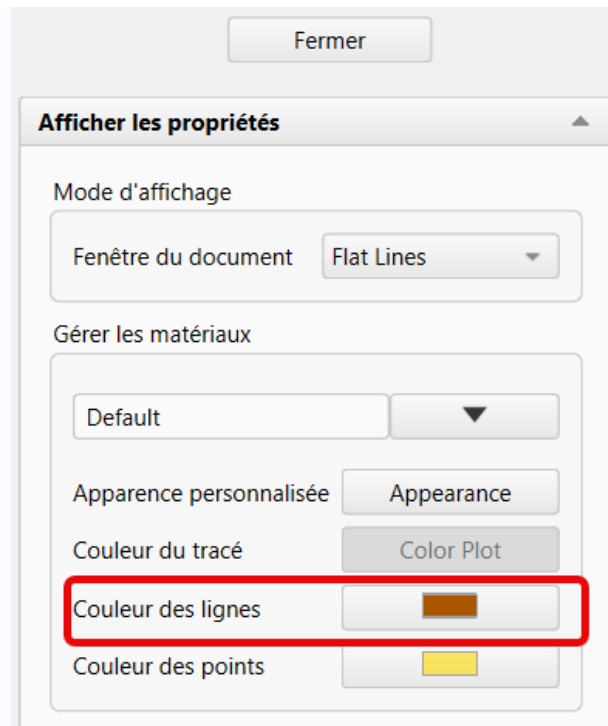 Fermer
Afficher les propriétés
Mode d'affichage
Fenêtre du document Flat Lines
Gérer les matériaux
Default
Apparence personnalisée Appearance
Couleur du tracé Color Plot
Couleur des lignes
Couleur des points